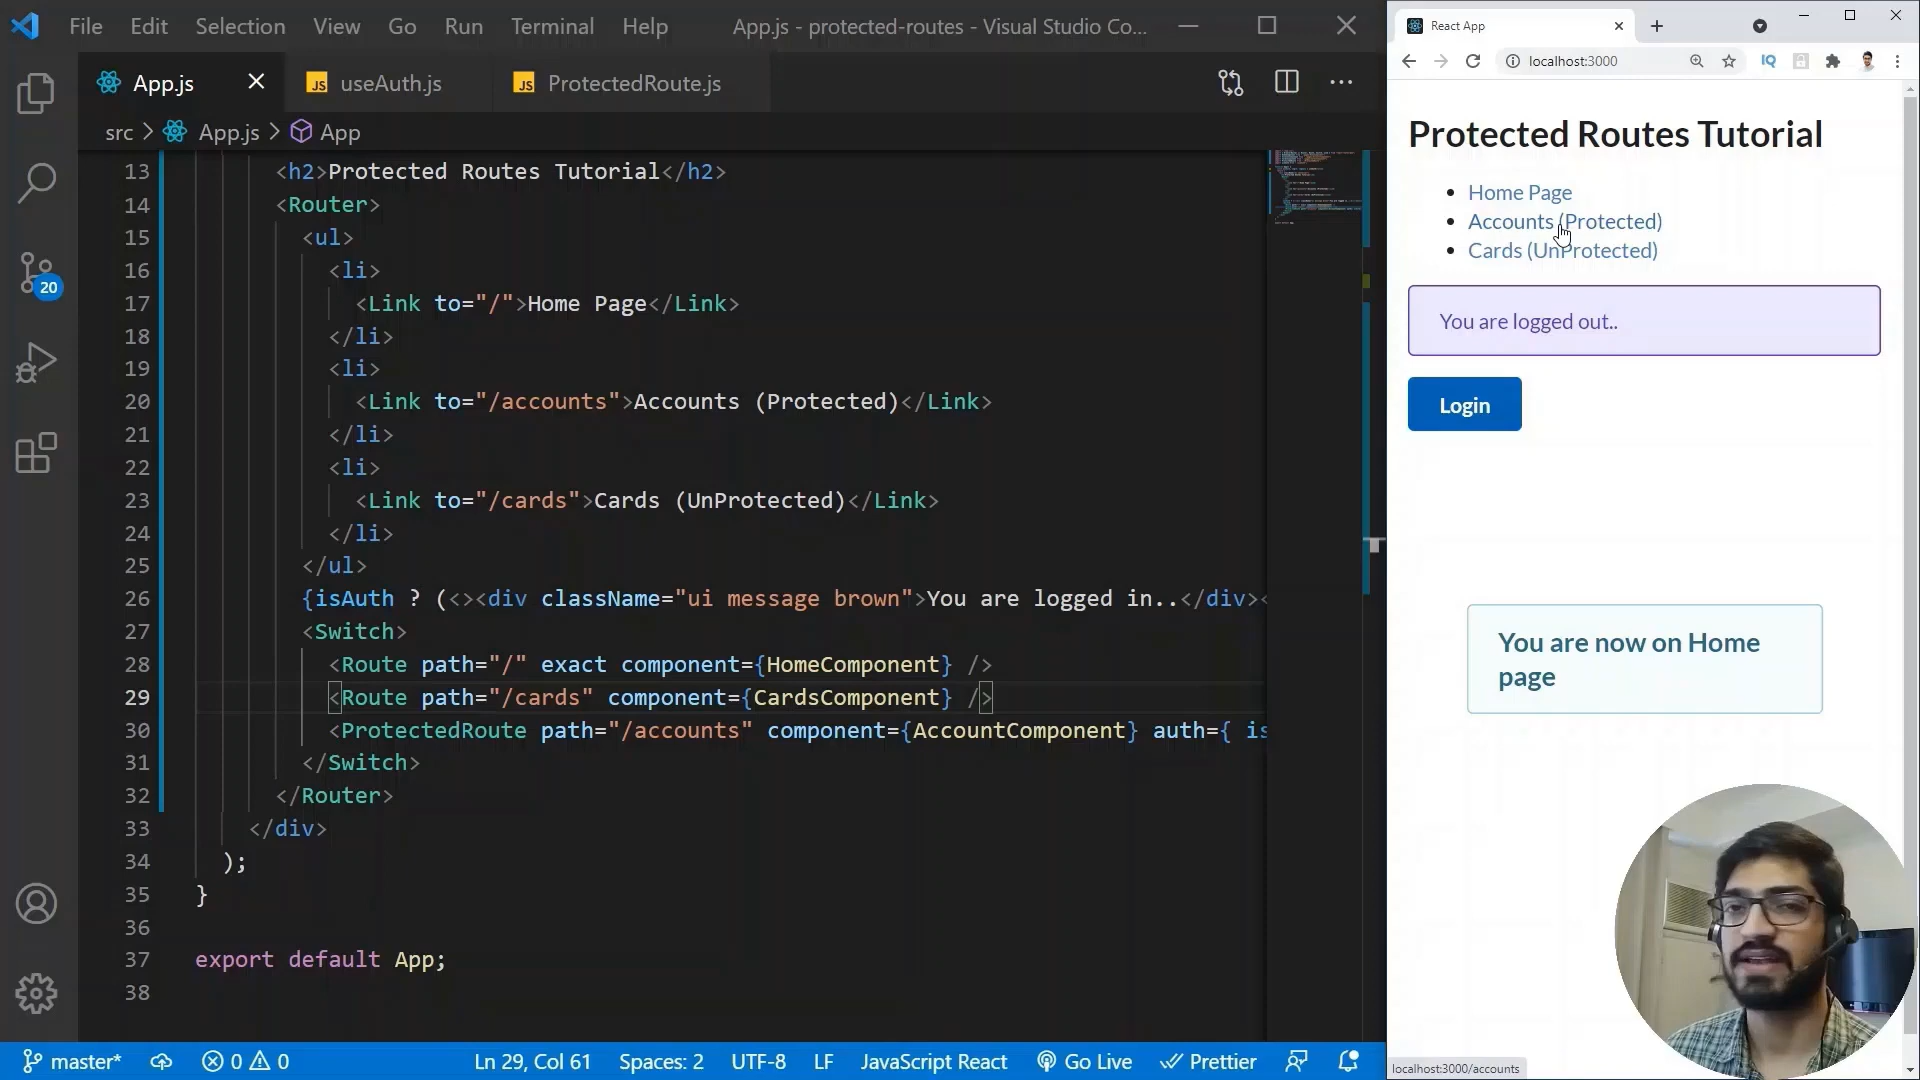 File Edit Selection View Go Run Terminal Help App.js - protected-routes - Visual Studio Co...
App.js useAuth.js ProtectedRoute.js
JS
JS
src > App.js > App
13 <h2>Protected Routes Tutorial</h2>
14 <Router>
15 <ul>
16 <li>
17 <Link to="/">Home Page</Link>
18 </li>
19 <li>
20 <Link to="/accounts">Accounts (Protected)</Link>
21 </li>
22 <li>
23 <Link to="/cards">Cards (UnProtected)</Link>
24 </li>
25 </ul>
26 {isAuth ? (<><div className="ui message brown">You are logged in..</div><
27 <Switch>
28 <Route path="/" exact component={HomeComponent} />
29 <Route path="/cards" component={CardsComponent} />
30 <ProtectedRoute path="/accounts" component={AccountComponent} auth={ is
31 </Switch>
32 </Router>
33 </div>
34 );
35 }
36
37 export default App;
38
20
master* 0 0 Ln 29, Col 61 Spaces: 2 UTF-8 LF JavaScript React Go Live Prettier
React App
localhost:3000
IQ
Protected Routes Tutorial
Home Page
Accounts (Protected)
Cards (UnProtected)
You are logged out..
Login
You are now on Home
page
localhost:3000/accounts